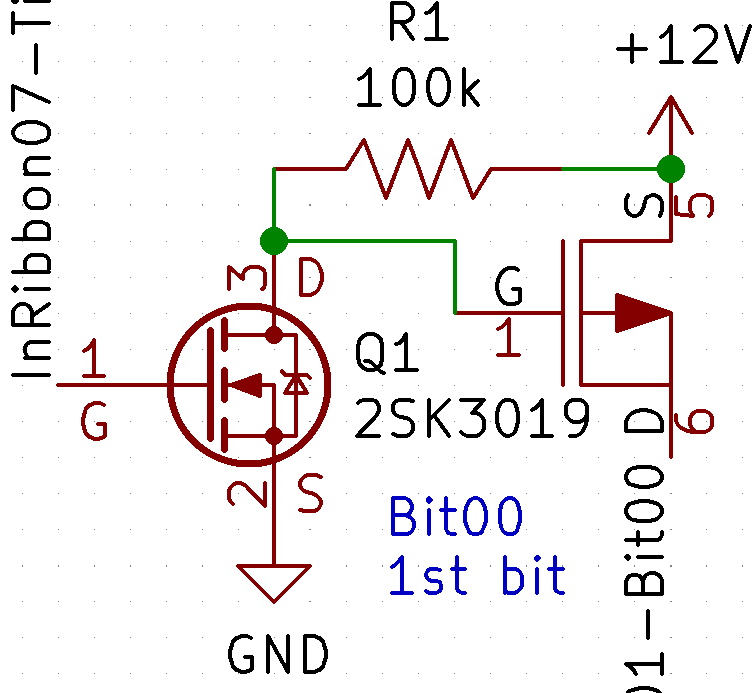 R1
100k
+12V
InRibbon07-Ti
S
5
3
D
G
1
1
G
Q1
2SK3019
D
6
2
S
Bit00
1st bit
01-Bit00
GND